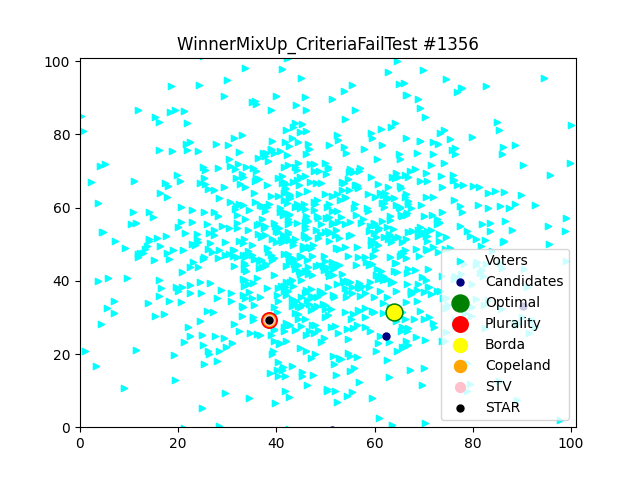 WinnerMixUp_CriteriaFailTest #1356
100
80
60
40
20
0
0 20 40 60 80 100
Voters
Candidates
Optimal
Plurality
Borda
Copeland
STV
STAR